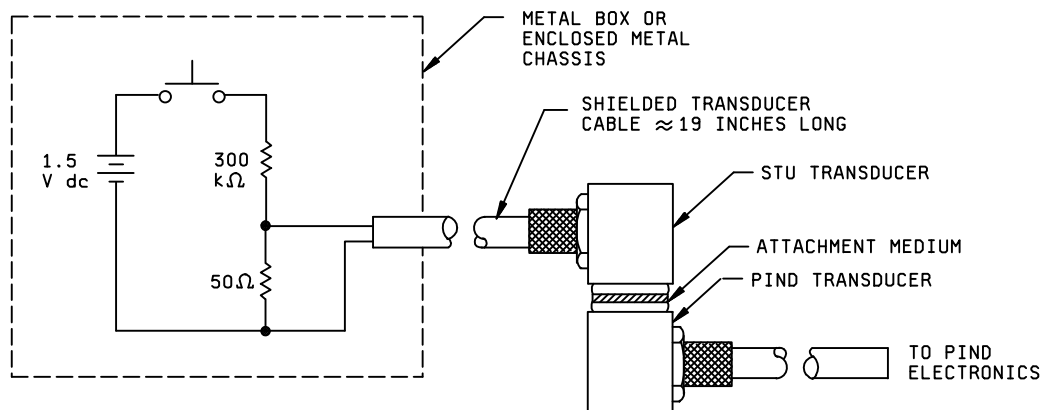 METAL BOX OR
ENCLOSED METAL
CHASSIS
SHIELDED TRANSDUCER
CABLE ≈19 INCHES LONG
1.5
V dc
300
kΩ
STU TRANSDUCER
ATTACHMENT MEDIUM
50Ω
PIND TRANSDUCER
TO PIND
ELECTRONICS